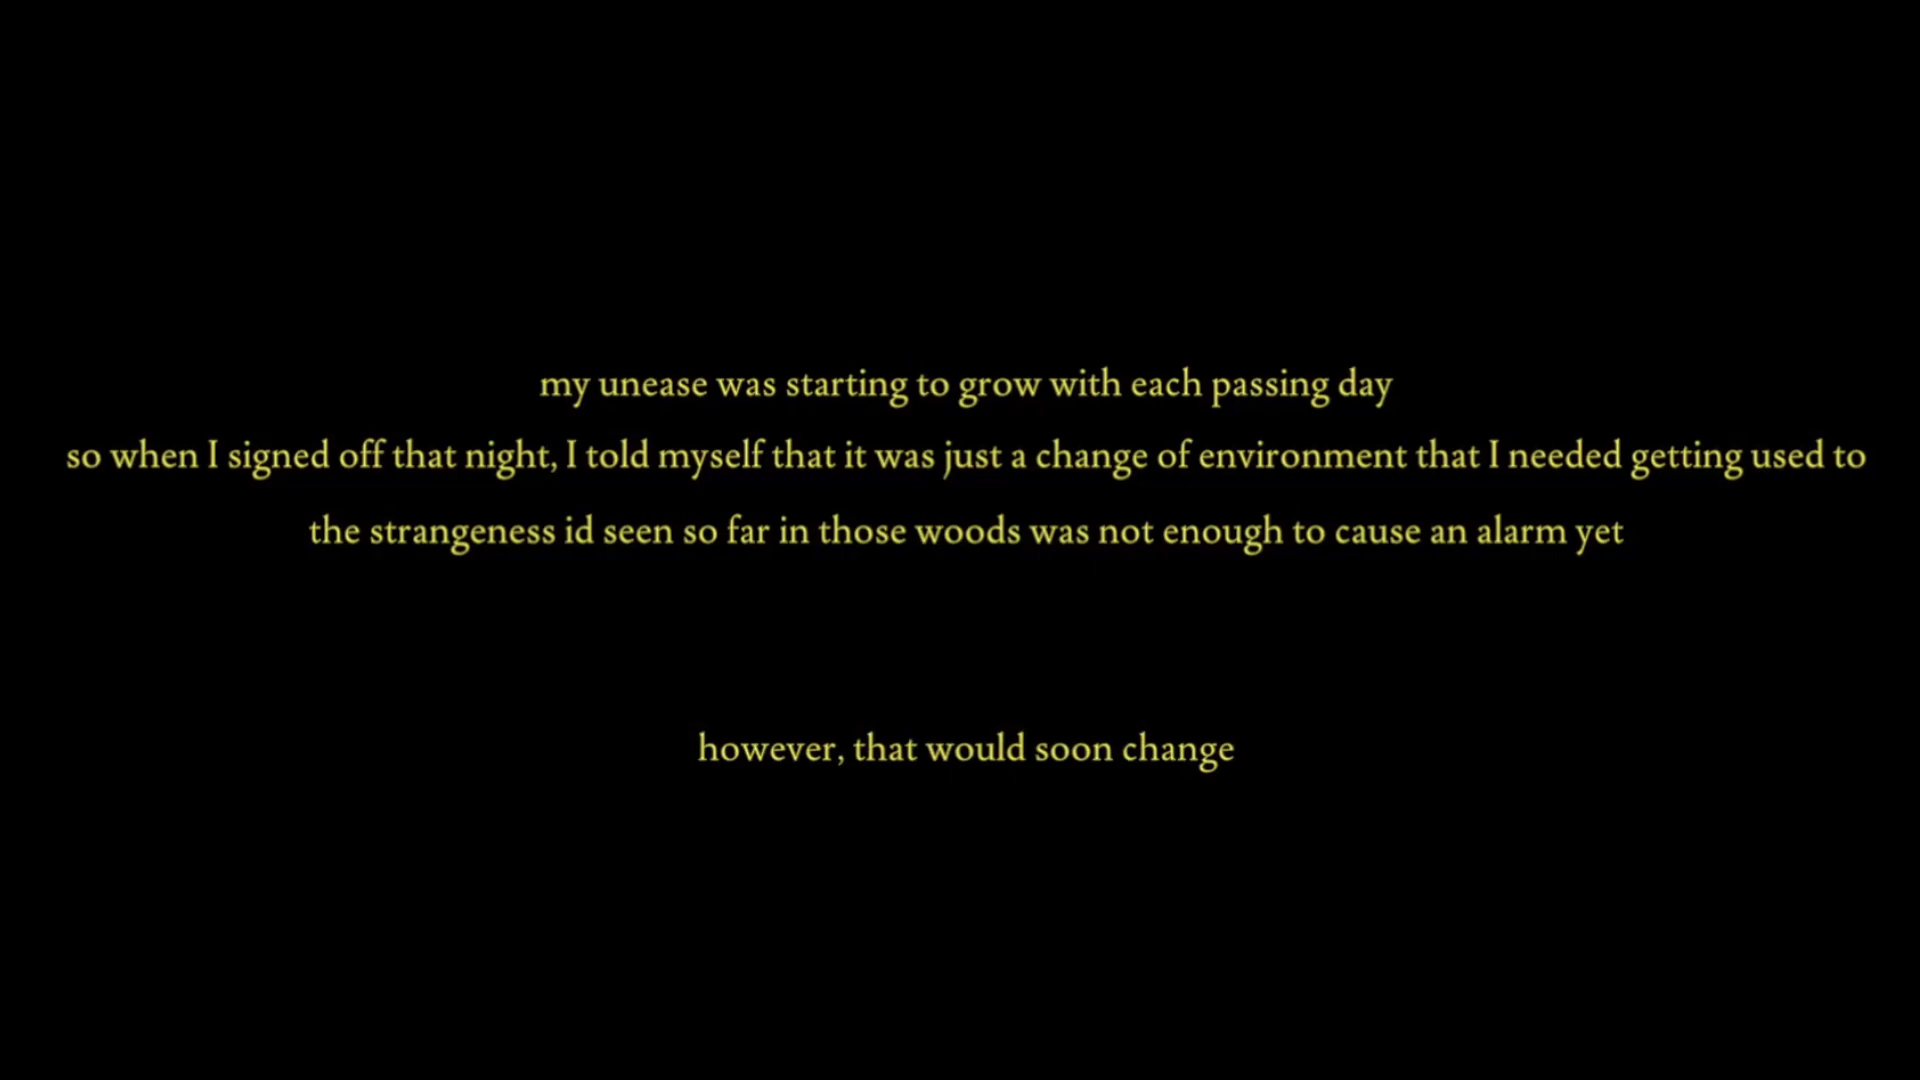 my unease was starting to grow with each passing day
so when I signed off that night, I told myself that it was just a change of environment that I needed getting used to
the strangeness id seen so far in those woods was not enough to cause an alarm yet
however, that would soon change